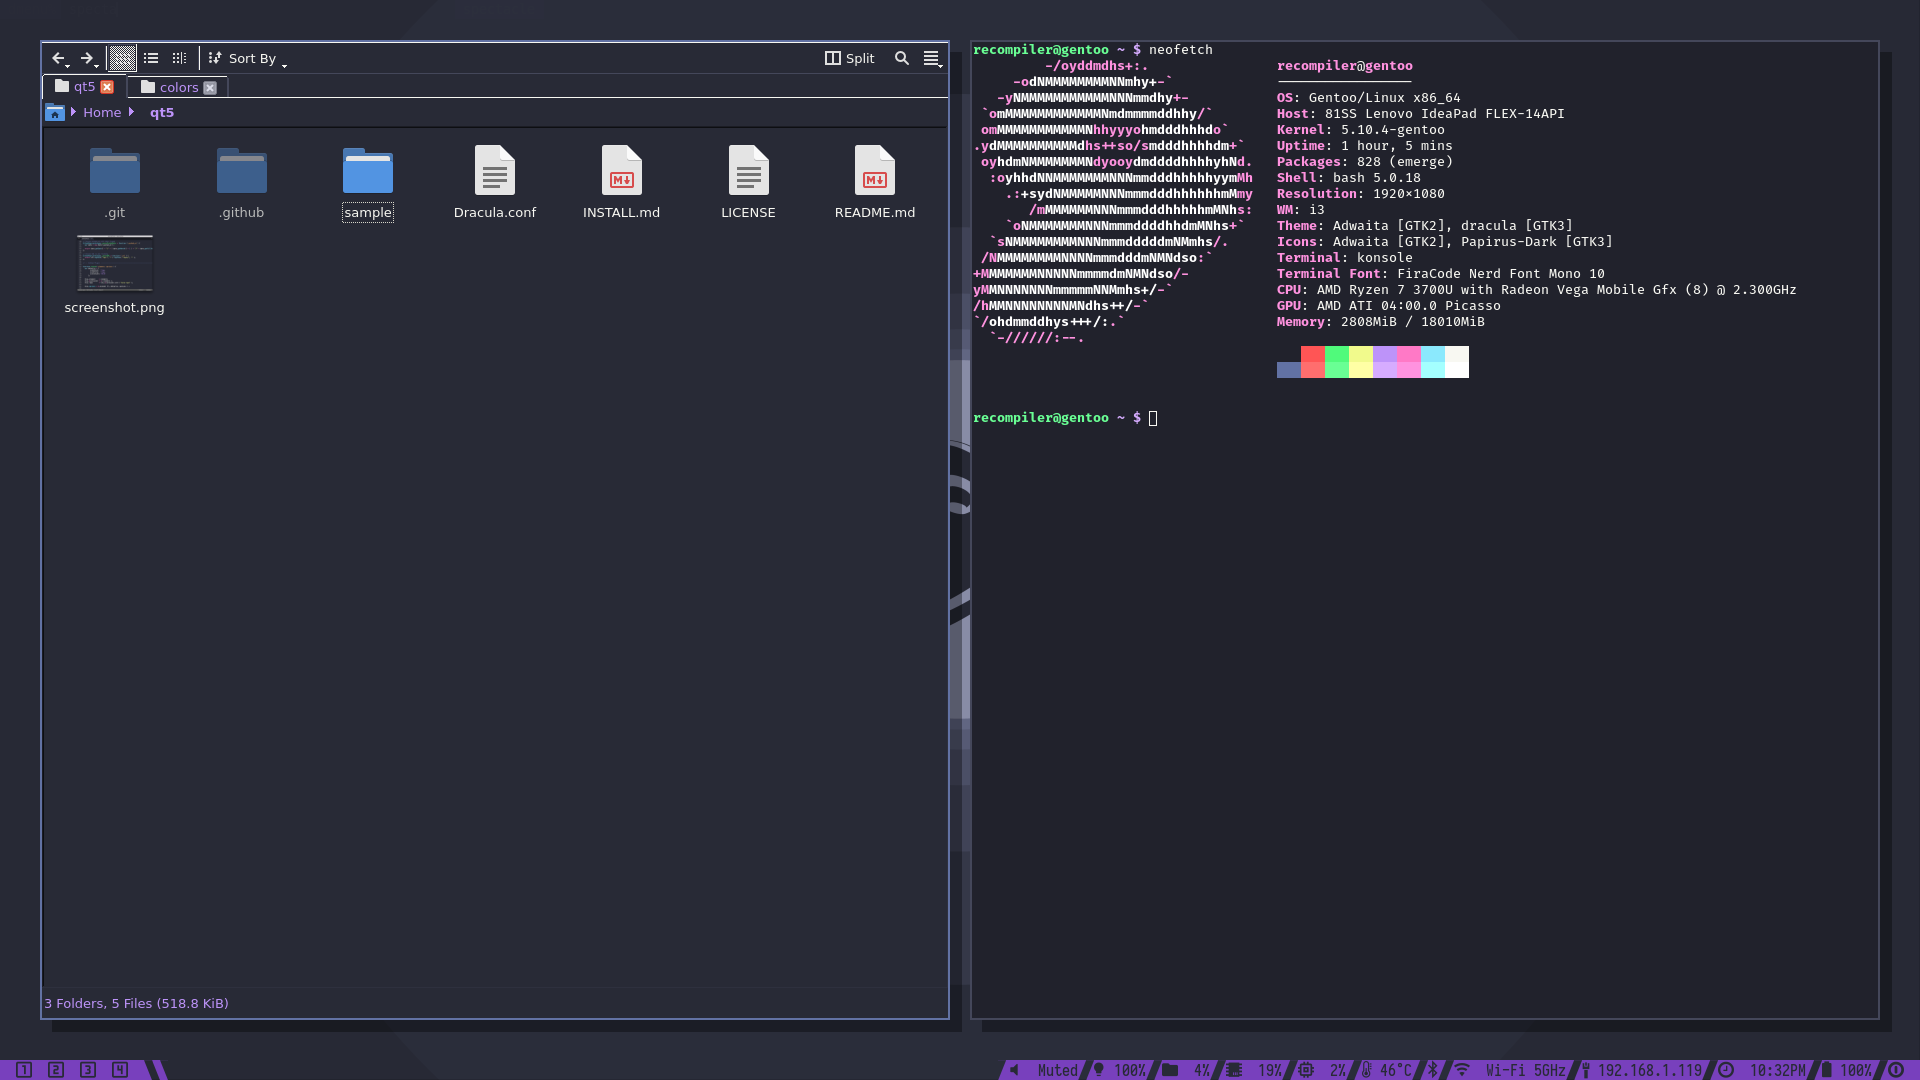 Sort By
Split
qt5
colors
Home
qt5
.git
.github
sample
Dracula.conf
INSTALL.md
LICENSE
README.md
screenshot.png
3 Folders, 5 Files (518.8 KiB)
recompiler@gentoo ~ $ neofetch
-/oyddmdhs+:.
-odNMMMMMMMMNNmhy+-`
-yNMMMMMMMMMMMNNNmmdhy+-
`omMMMMMMMMMMMMNmdmmmmddhhy/`
omMMMMMMMMMMMNhhyyyohmdddhhhdo`
.ydMMMMMMMMMMdhs++so/smdddhhhhdm+`
oyhdmNMMMMMMMNdyooydmddddhhhhyhNd.
:oyhhdNNMMMMMMMNNNmmdddhhhhhyymMh
.:+sydNMMMMMNNNmmmdddhhhhhhmMmy
/mMMMMMMNNNmmmdddhhhhhmMNhs:
`oNMMMMMMMNNNmmmddddhhdmMNhs+`
`sNMMMMMMMMNNNmmmdddddmNMmhs/.
/NMMMMMMMMNNNNmmmdddmNMNdso:`
+MMMMMMMNNNNNmmmmdmNMNdso/-
yMMNNNNNNNmmmmmNNMmhs+/-`
/hMMNNNNNNNNMNdhs++/-`
`/ohdmmddhys+++/:.`
`-//////:--.
recompiler@gentoo
-----------------
OS: Gentoo/Linux x86_64
Host: 81SS Lenovo IdeaPad FLEX-14API
Kernel: 5.10.4-gentoo
Uptime: 1 hour, 5 mins
Packages: 828 (emerge)
Shell: bash 5.0.18
Resolution: 1920×1080
WM: i3
Theme: Adwaita [GTK2], dracula [GTK3]
Icons: Adwaita [GTK2], Papirus-Dark [GTK3]
Terminal: konsole
Terminal Font: FiraCode Nerd Font Mono 10
CPU: AMD Ryzen 7 3700U with Radeon Vega Mobile Gfx (8) @ 2.300GHz
GPU: AMD ATI 04:00.0 Picasso
Memory: 2808MiB / 18010MiB
recompiler@gentoo ~ $
1 2 3 4
Muted 100% 4% 19% 2% 46°C Wi-Fi 5GHz 192.168.1.119 10:32PM 100%